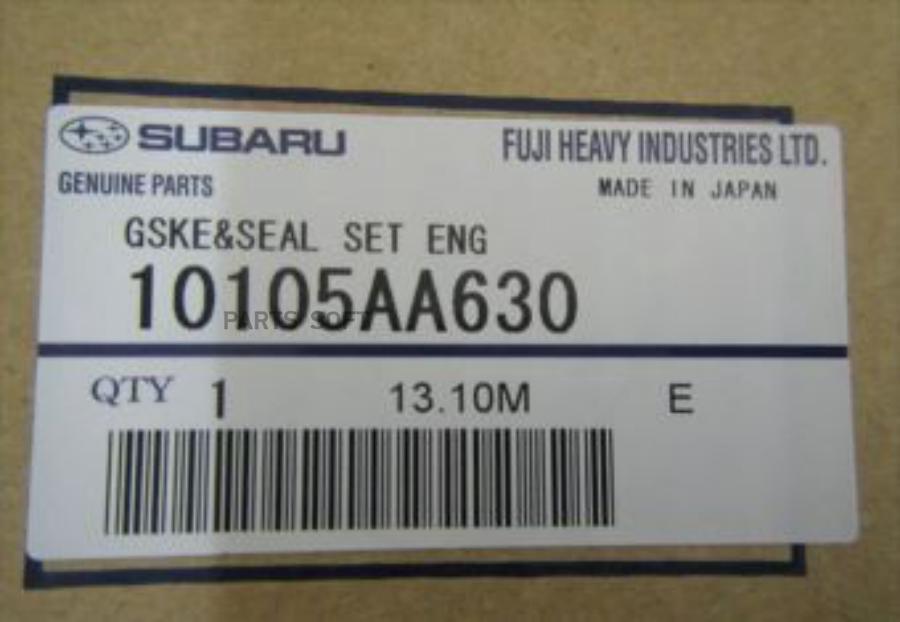 SUBARU FUJI HEAVY INDUSTRIES LTD.
GENUINE PARTS MADE IN JAPAN
GSKE&SEAL SET ENG
10105AA630
PARTS SOFT
QTY 1 13.10M E